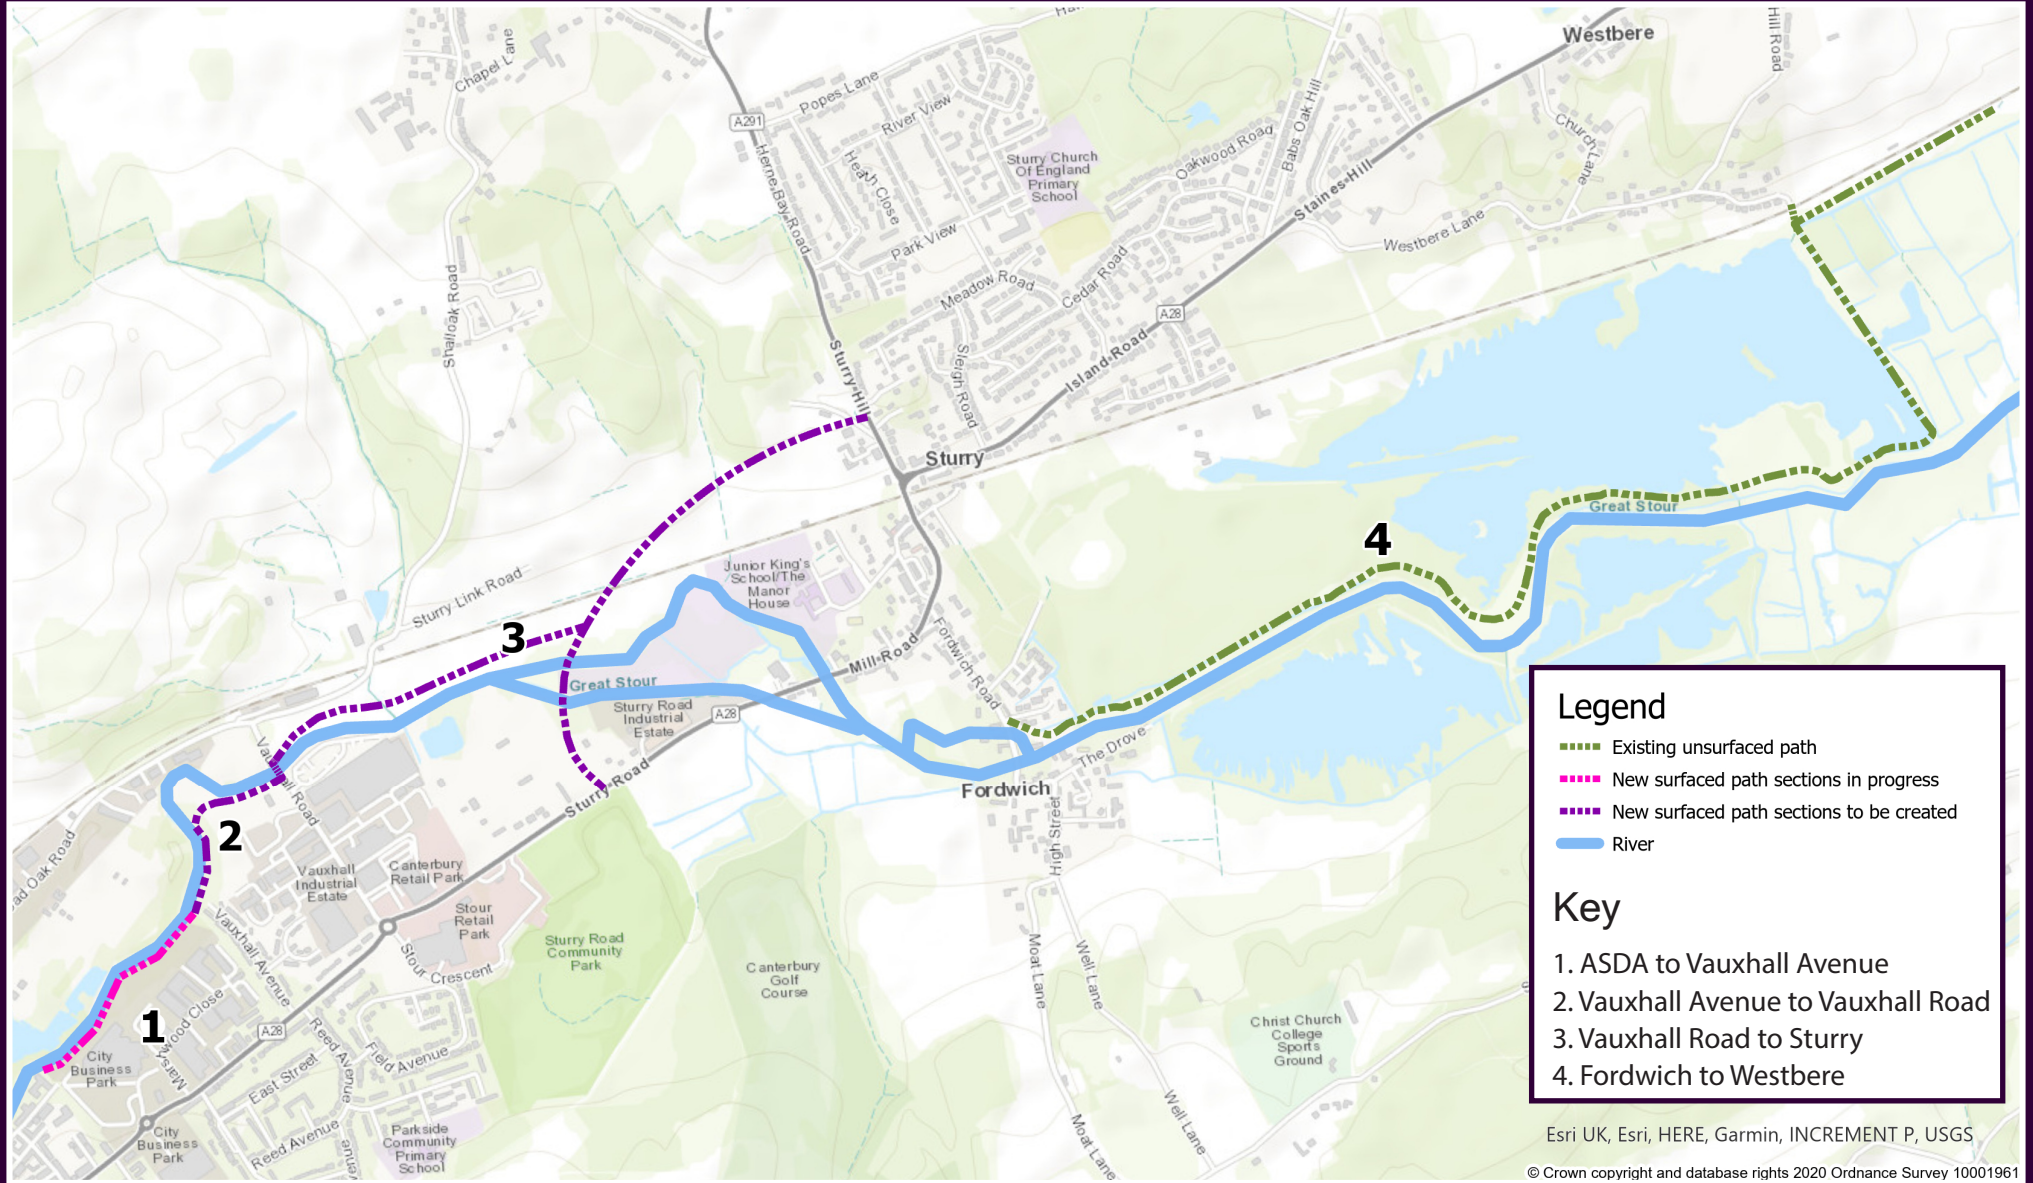 Westbere
Hill Road
Chapel Lane
Popes Lane
A291
River View
Herne Bay Road
Heath Close
Sturry Church
Of England
Primary
School
Oakwood Road
Babs Oak Hill
Church Lane
Staines Hill
Park View
Westbere Lane
Meadow Road
Cedar Road
Shalloak Road
A28
Sturry Hill
Sleigh Road
Island Road
Sturry
Great Stour
4
Junior King's
School/The
Manor
House
Sturry Link Road
3
Fordwich Road
Mill Road
Great Stour
Sturry Road
Industrial
Estate
A28
The Drove
Vauxhall Road
Fordwich
Sturry Road
High Street
2
ad Oak Road
Vauxhall
Industrial
Estate
Canterbury
Retail Park
Stour
Retail
Park
Vauxhall Avenue
Stour Crescent
Sturry Road
Community
Park
Canterbury
Golf
Course
Moat Lane
Well Lane
1
City
Business
Park
A28
Reed Avenue
Field Avenue
East Street
Christ Church
College
Sports
Ground
City
Business
Park
Reed Avenue
Parkside
Community
Primary
School
Moat Lane
Well Lane
Legend
Existing unsurfaced path
New surfaced path sections in progress
New surfaced path sections to be created
River
Key
1. ASDA to Vauxhall Avenue
2. Vauxhall Avenue to Vauxhall Road
3. Vauxhall Road to Sturry
4. Fordwich to Westbere
Esri UK, Esri, HERE, Garmin, INCREMENT P, USGS
© Crown copyright and database rights 2020 Ordnance Survey 10001961